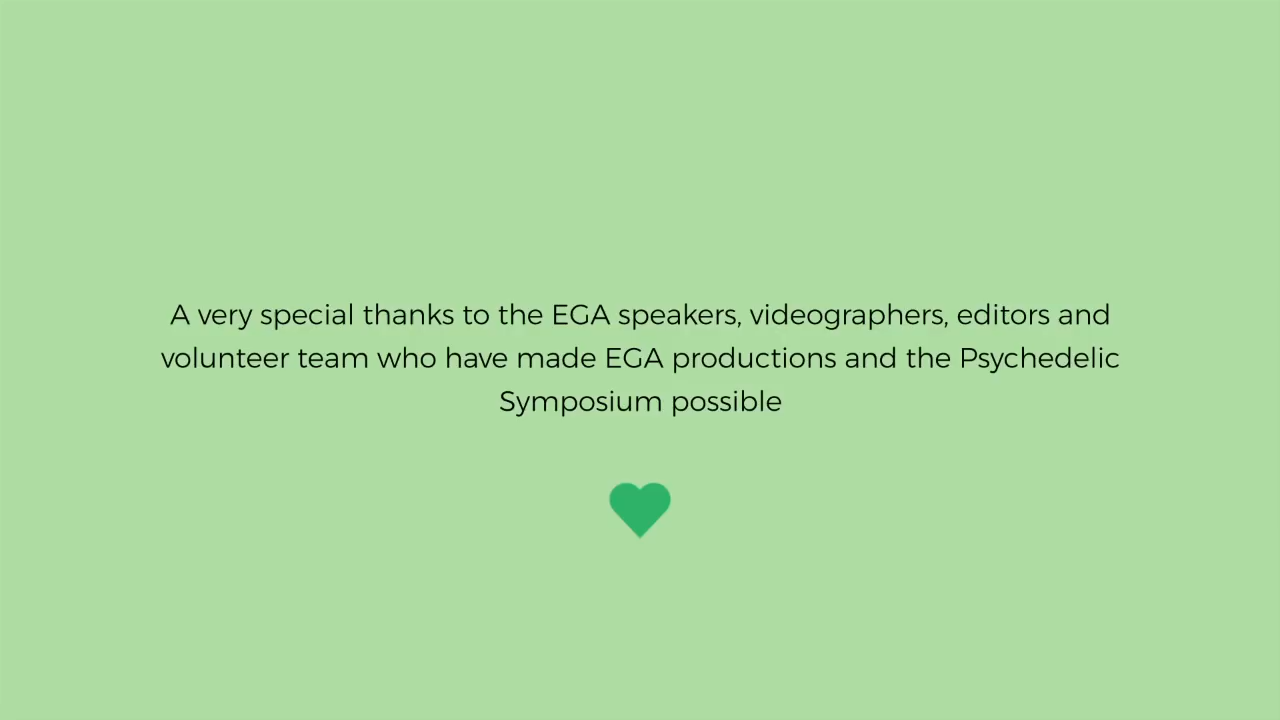 A very special thanks to the EGA speakers, videographers, editors and
volunteer team who have made EGA productions and the Psychedelic
Symposium possible